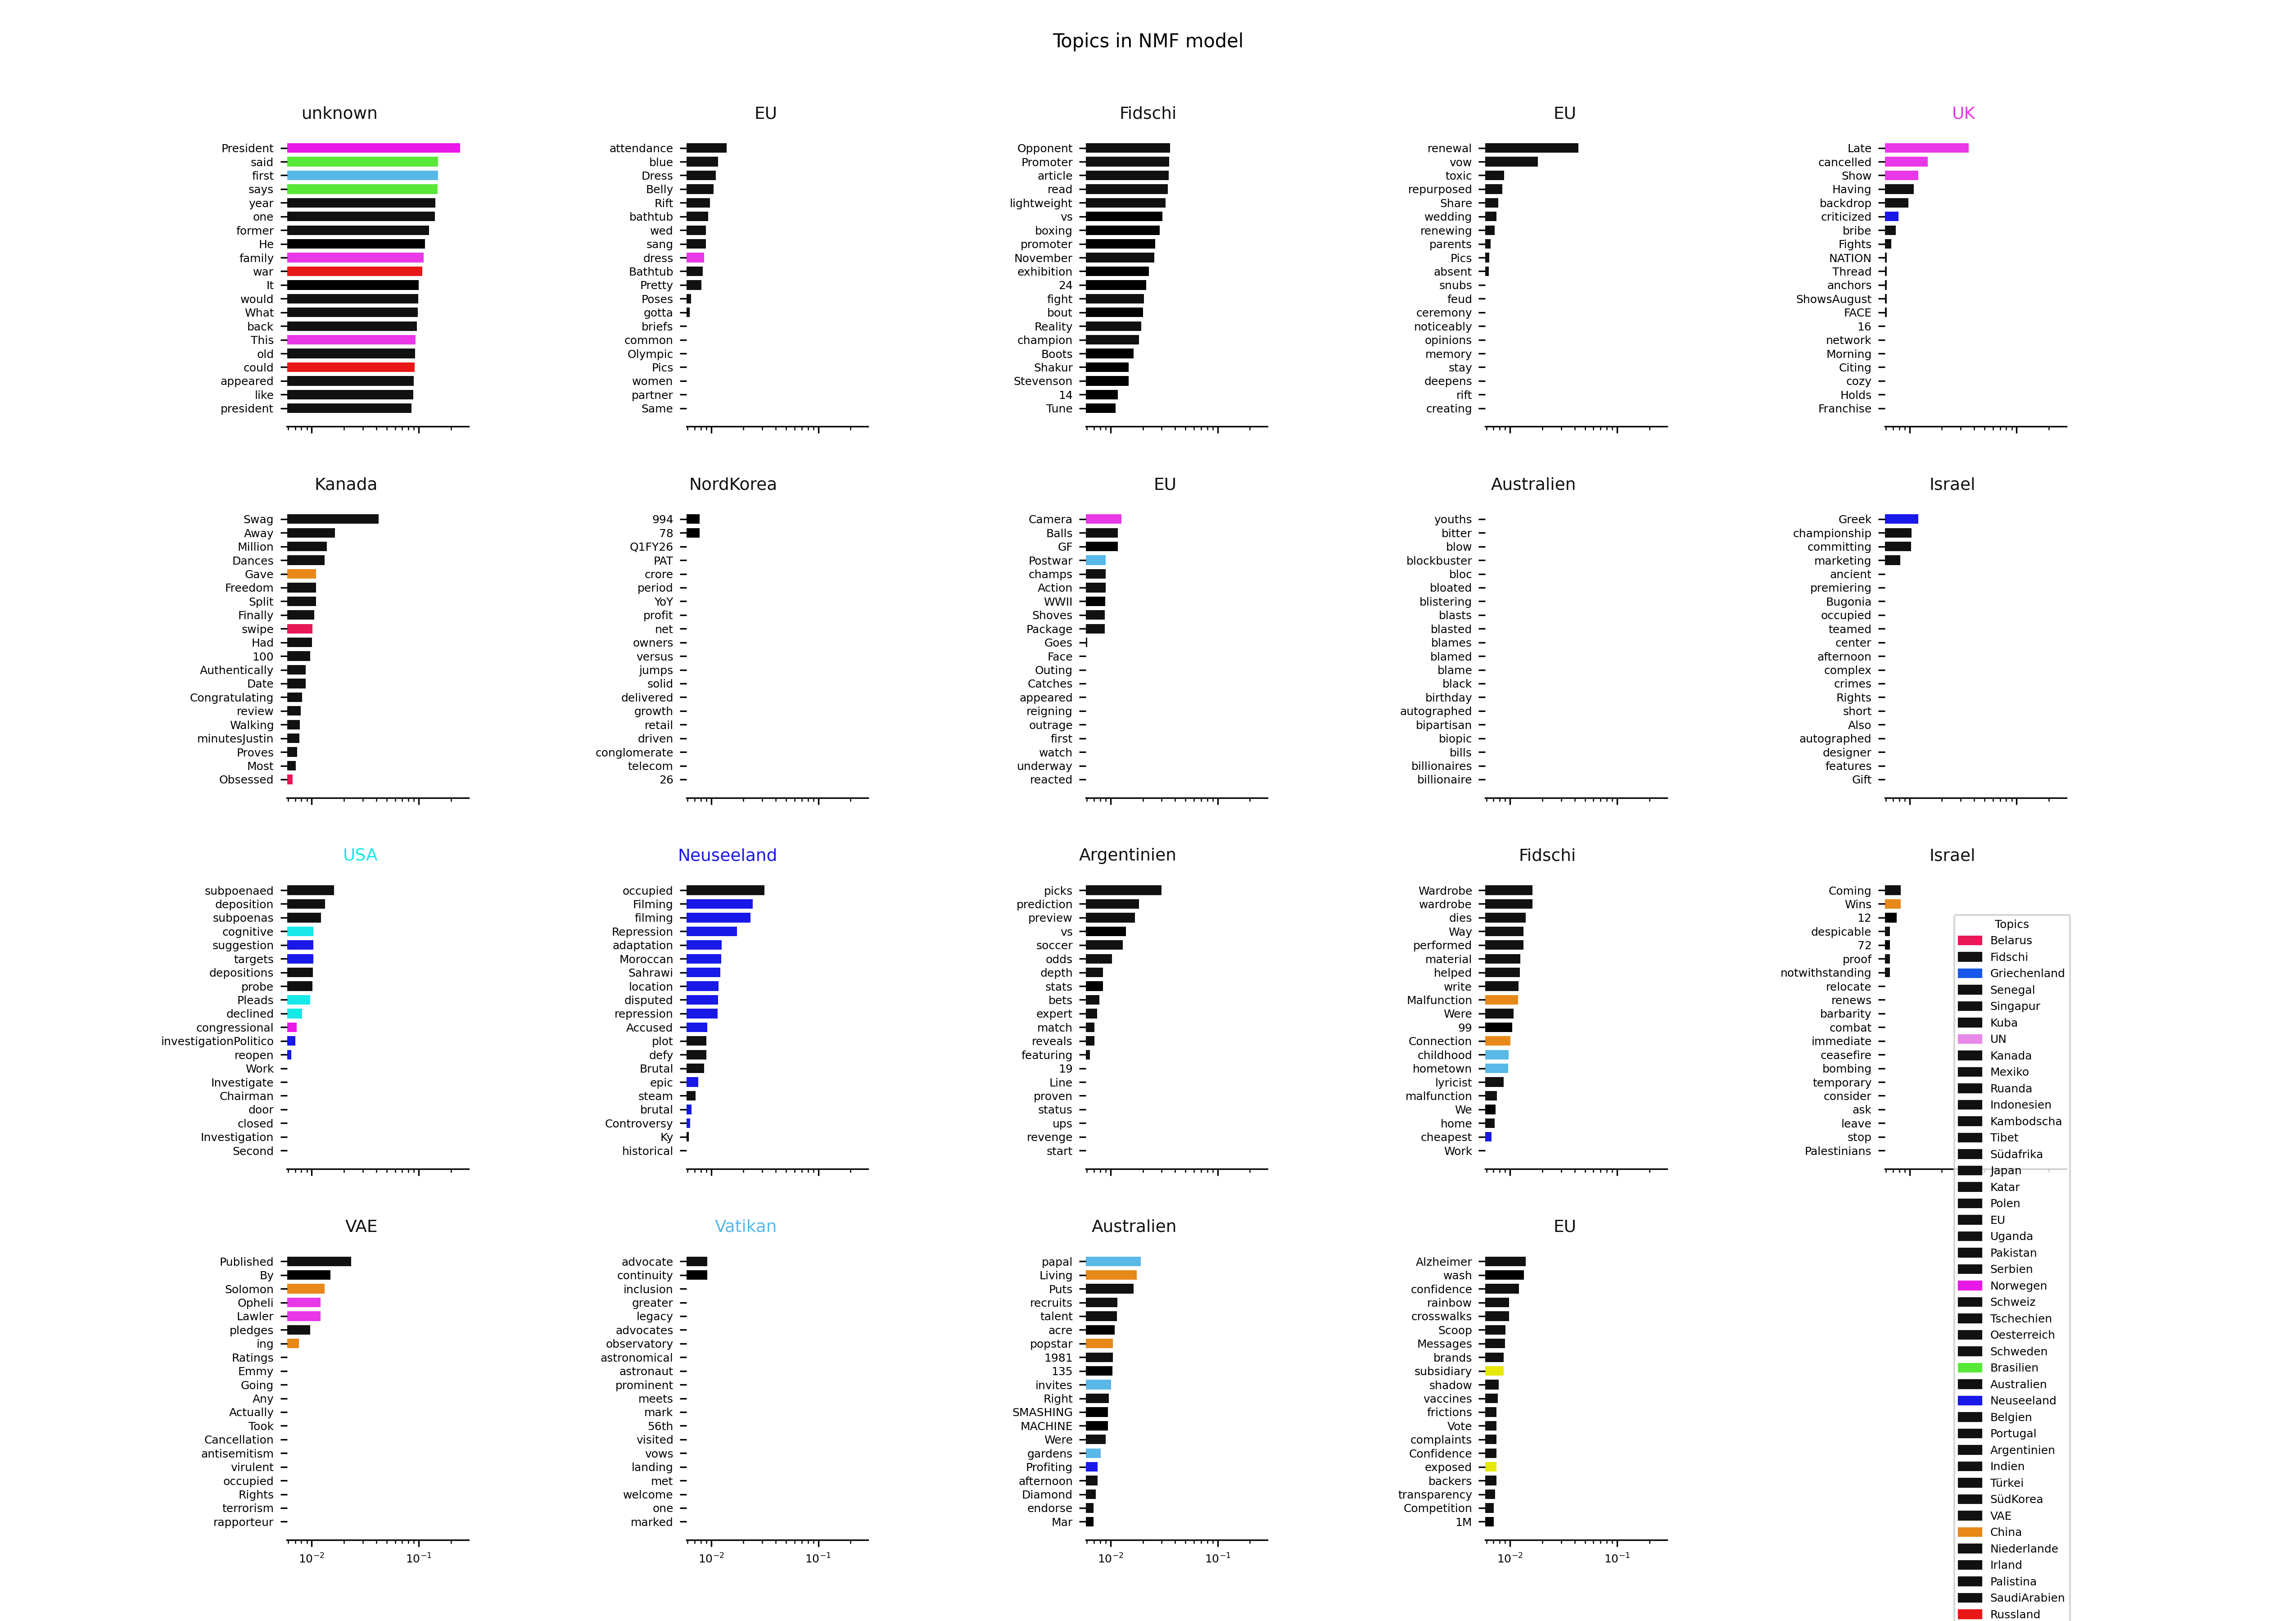 Topics in NMF model
unknown
President
said
first
says
year
one
former
He
family
war
It
would
What
back
This
old
could
appeared
like
president
EU
attendance
blue
Dress
Belly
Rift
bathtub
wed
sang
dress
Bathtub
Pretty
Poses
gotta
briefs
common
Olympic
Pics
women
partner
Same
Fidschi
Opponent
Promoter
article
read
lightweight
vs
boxing
promoter
November
exhibition
24
fight
bout
Reality
champion
Boots
Shakur
Stevenson
14
Tune
EU
renewal
vow
toxic
repurposed
Share
wedding
renewing
parents
Pics
absent
snubs
feud
ceremony
noticeably
opinions
memory
stay
deepens
rift
creating
UK
Late
cancelled
Show
Having
backdrop
criticized
bribe
Fights
NATION
Thread
anchors
ShowsAugust
FACE
16
network
Morning
Citing
cozy
Holds
Franchise
Kanada
Swag
Away
Million
Dances
Gave
Freedom
Split
Finally
swipe
Had
100
Authentically
Date
Congratulating
review
Walking
minutesJustin
Proves
Most
Obsessed
NordKorea
994
78
Q1FY26
PAT
crore
period
YoY
profit
net
owners
versus
jumps
solid
delivered
growth
retail
driven
conglomerate
telecom
26
EU
Camera
Balls
GF
Postwar
champs
Action
WWII
Shoves
Package
Goes
Face
Outing
Catches
appeared
reigning
outrage
first
watch
underway
reacted
Australien
youths
bitter
blow
blockbuster
bloc
bloated
blistering
blasts
blasted
blames
blamed
blame
black
birthday
autographed
bipartisan
biopic
bills
billionaires
billionaire
Israel
Greek
championship
committing
marketing
ancient
premiering
Bugonia
occupied
teamed
center
afternoon
complex
crimes
Rights
short
Also
autographed
designer
features
Gift
USA
subpoenaed
deposition
subpoenas
cognitive
suggestion
targets
depositions
probe
Pleads
declined
congressional
investigationPolitico
reopen
Work
Investigate
Chairman
door
closed
Investigation
Second
Neuseeland
occupied
Filming
filming
Repression
adaptation
Moroccan
Sahrawi
location
disputed
repression
Accused
plot
defy
Brutal
epic
steam
brutal
Controversy
Ky
historical
Argentinien
picks
prediction
preview
vs
soccer
odds
depth
stats
bets
expert
match
reveals
featuring
19
Line
proven
status
ups
revenge
start
Fidschi
Wardrobe
wardrobe
dies
Way
performed
material
helped
write
Malfunction
Were
99
Connection
childhood
hometown
lyricist
malfunction
We
home
cheapest
Work
Israel
Coming
Wins
12
despicable
72
proof
notwithstanding
relocate
renews
barbarity
combat
immediate
ceasefire
bombing
temporary
consider
ask
leave
stop
Palestinians
VAE
Published
By
Solomon
Opheli
Lawler
pledges
ing
Ratings
Emmy
Going
Any
Actually
Took
Cancellation
antisemitism
virulent
occupied
Rights
terrorism
rapporteur
10⁻² 10⁻¹
Vatikan
advocate
continuity
inclusion
greater
legacy
advocates
observatory
astronomical
astronaut
prominent
meets
mark
56th
visited
vows
landing
met
welcome
one
marked
10⁻² 10⁻¹
Australien
papal
Living
Puts
recruits
talent
acre
popstar
1981
135
invites
Right
SMASHING
MACHINE
Were
gardens
Profiting
afternoon
Diamond
endorse
Mar
10⁻² 10⁻¹
EU
Alzheimer
wash
confidence
rainbow
crosswalks
Scoop
Messages
brands
subsidiary
shadow
vaccines
frictions
Vote
complaints
Confidence
exposed
backers
transparency
Competition
1M
10⁻² 10⁻¹
Topics
Belarus
Fidschi
Griechenland
Senegal
Singapur
Kuba
UN
Kanada
Mexiko
Ruanda
Indonesien
Kambodscha
Tibet
Südafrika
Japan
Katar
Polen
EU
Uganda
Pakistan
Serbien
Norwegen
Schweiz
Tschechien
Oesterreich
Schweden
Brasilien
Australien
Neuseeland
Belgien
Portugal
Argentinien
Indien
Türkei
SüdKorea
VAE
China
Niederlande
Irland
Palistina
SaudiArabien
Russland